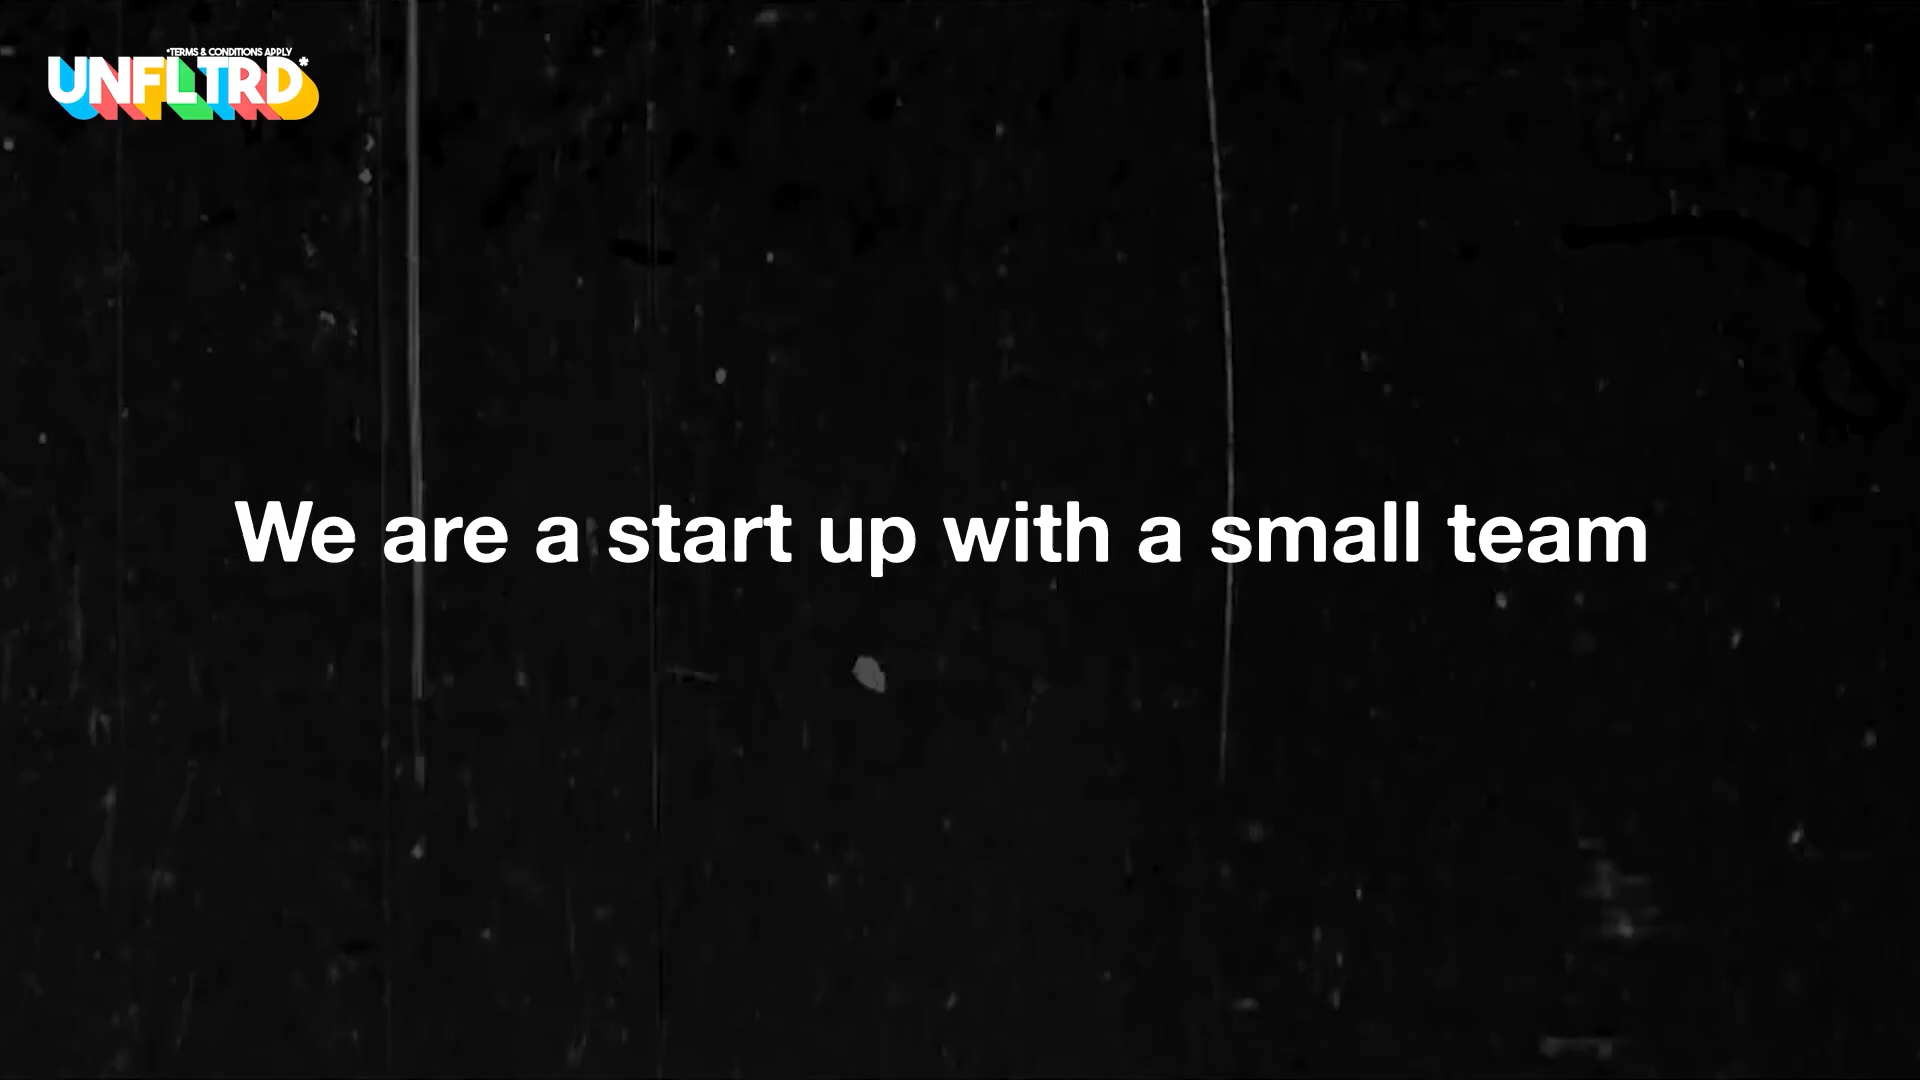 *TERMS & CONDITIONS APPLY
UNFLTRD*
We are a start up with a small team